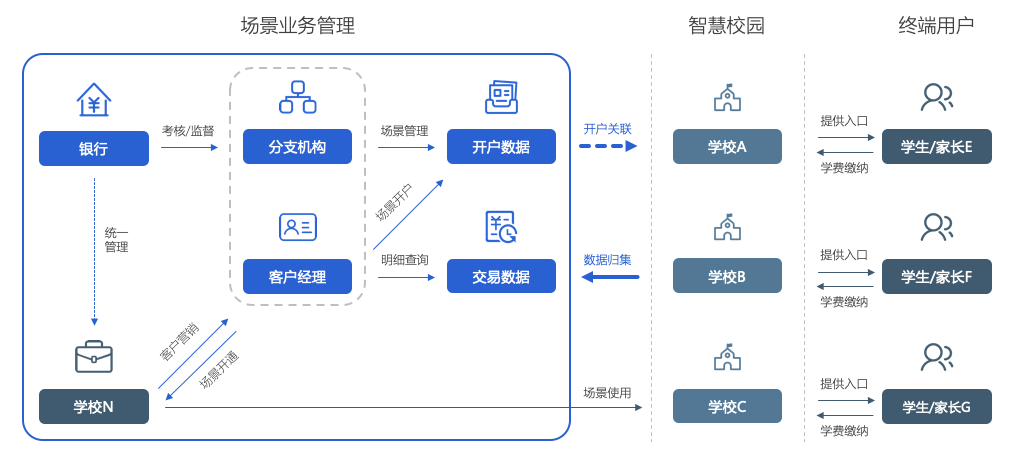 场景业务管理
智慧校园
终端用户
银行
考核/监督
分支机构
场景管理
开户数据
开户关联
学校A
提供入口
学费缴纳
学生/家长E
统一
管理
客户经理
场景开户
明细查询
交易数据
数据归集
学校B
提供入口
学费缴纳
学生/家长F
客户营销
场景开通
学校N
场景使用
学校C
提供入口
学费缴纳
学生/家长G